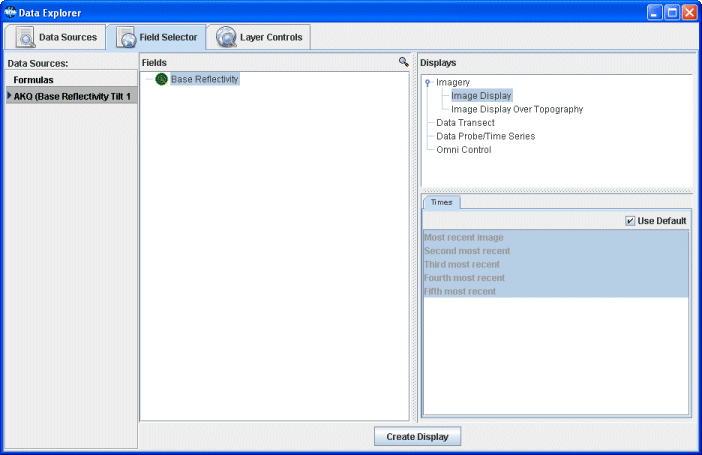 Data Explorer
Data Sources
Field Selector
Layer Controls
Data Sources:
Formulas
AKQ (Base Reflectivity Tilt 1
Fields
Base Reflectivity
Displays
Imagery
Image Display
Image Display Over Topography
Data Transect
Data Probe/Time Series
Omni Control
Times
Use Default
Most recent image
Second most recent
Third most recent
Fourth most recent
Fifth most recent
Create Display